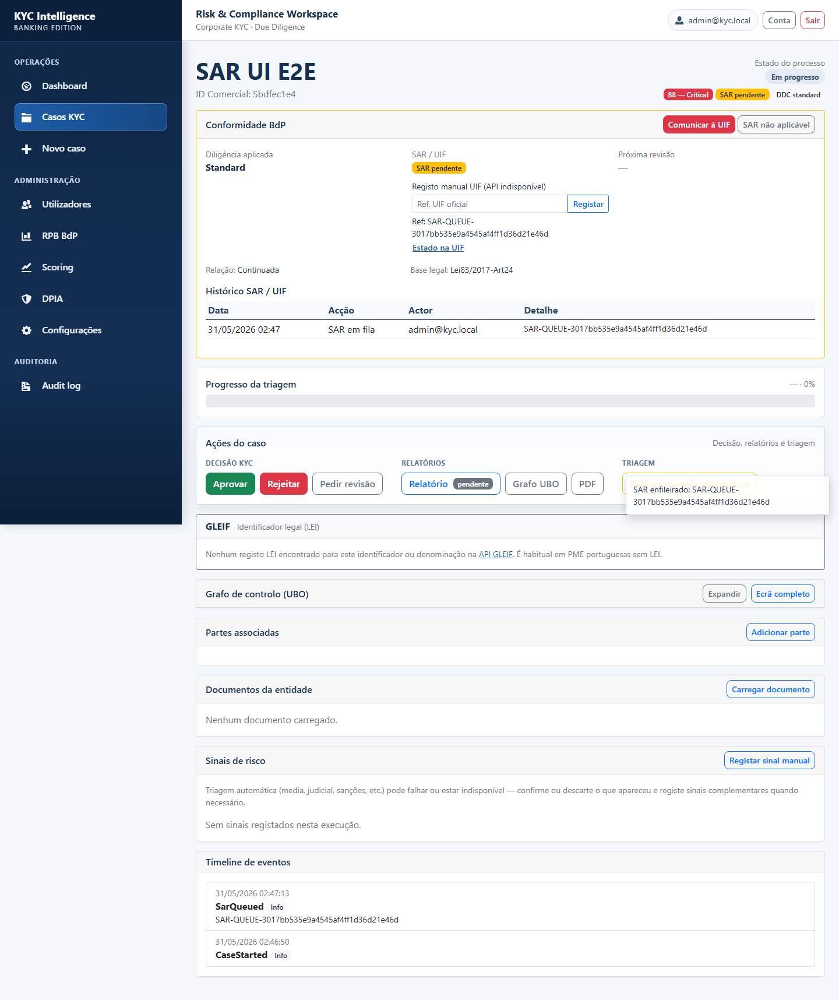 KYC Intelligence
BANKING EDITION
OPERAÇÕES
Dashboard
Casos KYC
Novo caso
ADMINISTRAÇÃO
Utilizadores
RPB BdP
Scoring
DPIA
Configurações
AUDITORIA
Audit log
Risk & Compliance Workspace
Corporate KYC · Due Diligence
admin@kyc.local
Conta
Sair
SAR UI E2E
ID Comercial: Sbdfec1e4
Estado do processo
Em progresso
88 — Critical SAR pendente DDC standard
Conformidade BdP
Comunicar à UIF
SAR não aplicável
Diligência aplicada
Standard
SAR / UIF
SAR pendente
Registo manual UIF (API indisponível)
Ref. UIF oficial
Registar
Ref: SAR-QUEUE-
3017bb535e9a4545af4ff1d36d21e46d
Estado na UIF
Próxima revisão
—
Relação: Continuada
Base legal: Lei83/2017-Art24
Histórico SAR / UIF
Data Acção Actor Detalhe
31/05/2026 02:47 SAR em fila admin@kyc.local SAR-QUEUE-3017bb535e9a4545af4ff1d36d21e46d
Progresso da triagem
— · 0%
Ações do caso
Decisão, relatórios e triagem
DECISÃO KYC
Aprovar
Rejeitar
Pedir revisão
RELATÓRIOS
Relatório pendente
Grafo UBO
PDF
TRIAGEM
Refazer triagem automática
SAR enfileirado: SAR-QUEUE-
3017bb535e9a4545af4ff1d36d21e46d
GLEIF Identificador legal (LEI)
Nenhum registo LEI encontrado para este identificador ou denominação na API GLEIF. É habitual em PME portuguesas sem LEI.
Grafo de controlo (UBO)
Expandir
Ecrã completo
Partes associadas
Adicionar parte
Documentos da entidade
Carregar documento
Nenhum documento carregado.
Sinais de risco
Registar sinal manual
Triagem automática (media, judicial, sanções, etc.) pode falhar ou estar indisponível — confirme ou descarte o que apareceu e registe sinais complementares quando
necessário.
Sem sinais registados nesta execução.
Timeline de eventos
31/05/2026 02:47:13
SarQueued Info
SAR-QUEUE-3017bb535e9a4545af4ff1d36d21e46d
31/05/2026 02:46:50
CaseStarted Info